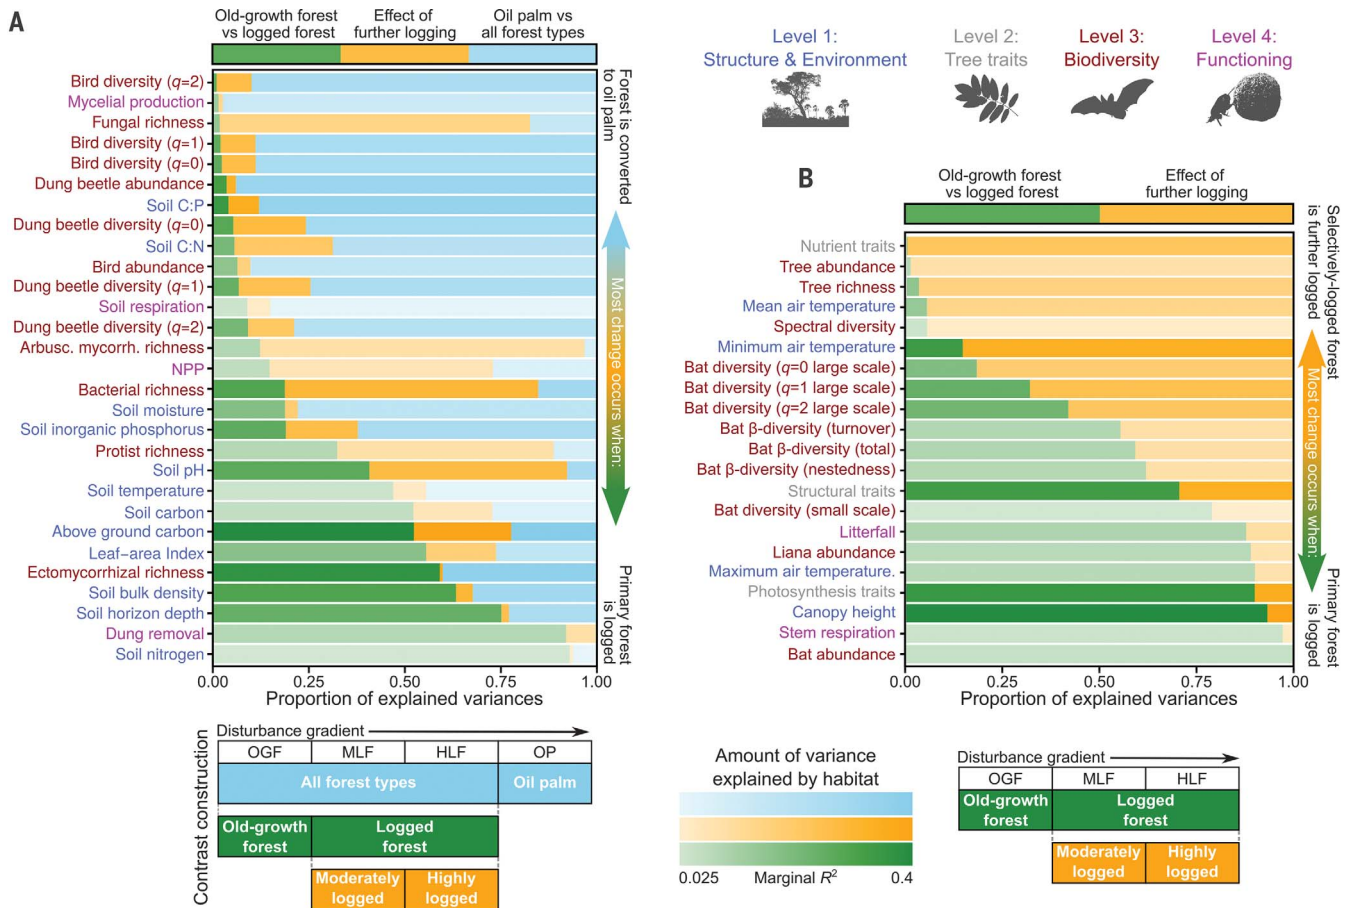 A
Old-growth forest
vs logged forest
Effect of
further logging
Oil palm vs
all forest types
Bird diversity (q=2)
Mycelial production
Fungal richness
Bird diversity (q=1)
Bird diversity (q=0)
Dung beetle abundance
Soil C:P
Dung beetle diversity (q=0)
Soil C:N
Bird abundance
Dung beetle diversity (q=1)
Soil respiration
Dung beetle diversity (q=2)
Arbusc. mycorrh. richness
NPP
Bacterial richness
Soil moisture
Soil inorganic phosphorus
Protist richness
Soil pH
Soil temperature
Soil carbon
Above ground carbon
Leaf–area Index
Ectomycorrhizal richness
Soil bulk density
Soil horizon depth
Dung removal
Soil nitrogen
0.00
0.25
0.50
0.75
1.00
Proportion of explained variances
Forest is converted
to oil palm
Most change occurs when:
Primary forest
is logged
Level 1:
Structure & Environment
Level 2:
Tree traits
Level 3:
Biodiversity
Level 4:
Functioning
B
Old-growth forest
vs logged forest
Effect of
further logging
Nutrient traits
Tree abundance
Tree richness
Mean air temperature
Spectral diversity
Minimum air temperature
Bat diversity (q=0 large scale)
Bat diversity (q=1 large scale)
Bat diversity (q=2 large scale)
Bat β-diversity (turnover)
Bat β-diversity (total)
Bat β-diversity (nestedness)
Structural traits
Bat diversity (small scale)
Litterfall
Liana abundance
Maximum air temperature.
Photosynthesis traits
Canopy height
Stem respiration
Bat abundance
0.00
0.25
0.50
0.75
1.00
Proportion of explained variances
Selectively-logged forest
is further logged
Most change occurs when:
Primary forest
is logged
Contrast construction
Disturbance gradient
OGF
MLF
HLF
OP
All forest types
Oil palm
Old-growth
forest
Logged
forest
Moderately
logged
Highly
logged
Amount of variance
explained by habitat
0.025
Marginal R²
0.4
Disturbance gradient
OGF
MLF
HLF
Old-growth
forest
Logged
forest
Moderately
logged
Highly
logged